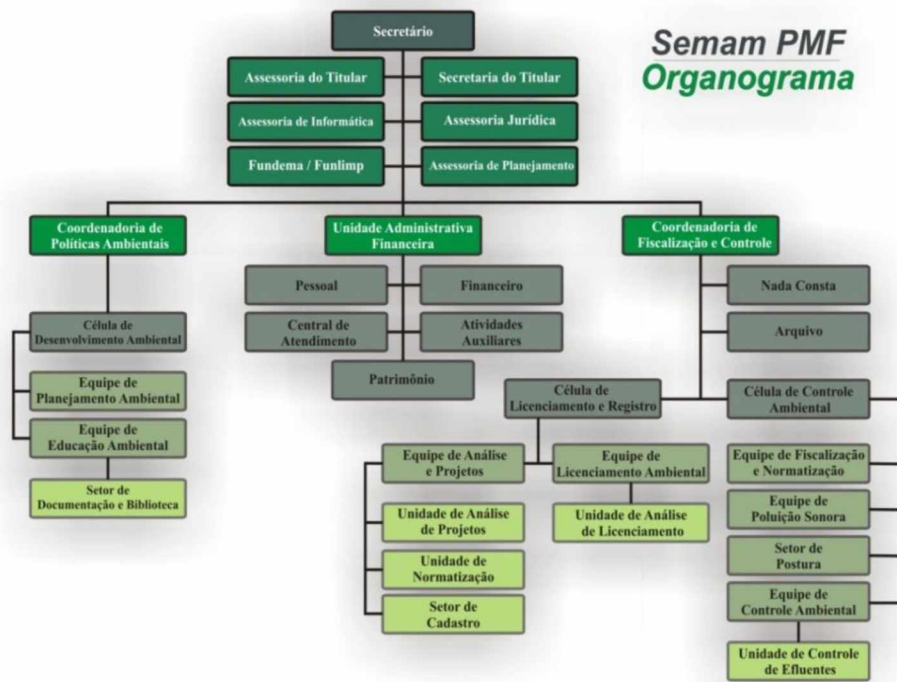 Semam PMF
Organograma
Secretário
Assessoria do Titular
Secretaria do Titular
Assessoria de Informática
Assessoria Jurídica
Fundema / Funlimp
Assessoria de Planejamento
Coordenadoria de
Políticas Ambientais
Unidade Administrativa
Financeira
Coordenadoria de
Fiscalização e Controle
Pessoal
Financeiro
Central de
Atendimento
Atividades
Auxiliares
Patrimônio
Nada Consta
Arquivo
Célula de
Desenvolvimento Ambiental
Equipe de
Planejamento Ambiental
Equipe de
Educação Ambiental
Setor de
Documentação e Biblioteca
Célula de
Licenciamento e Registro
Célula de Controle
Ambiental
Equipe de Análise
e Projetos
Equipe de
Licenciamento Ambiental
Unidade de Análise
de Projetos
Unidade de Análise
de Licenciamento
Unidade de
Normatização
Setor de
Cadastro
Equipe de Fiscalização
e Normatização
Equipe de
Poluição Sonora
Setor de
Postura
Equipe de
Controle Ambiental
Unidade de Controle
de Efluentes